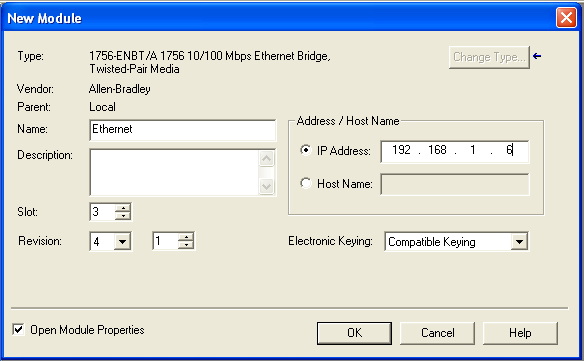 New Module
Type: 1756-ENBT/A 1756 10/100 Mbps Ethernet Bridge, Change Type...
Twisted-Pair Media
Vendor: Allen-Bradley
Parent: Local
Name: Ethernet
Address / Host Name
IP Address: 192 . 168 . 1 . 6
Description:
Host Name:
Slot: 3
Revision: 4 1 Electronic Keying: Compatible Keying
Open Module Properties OK Cancel Help